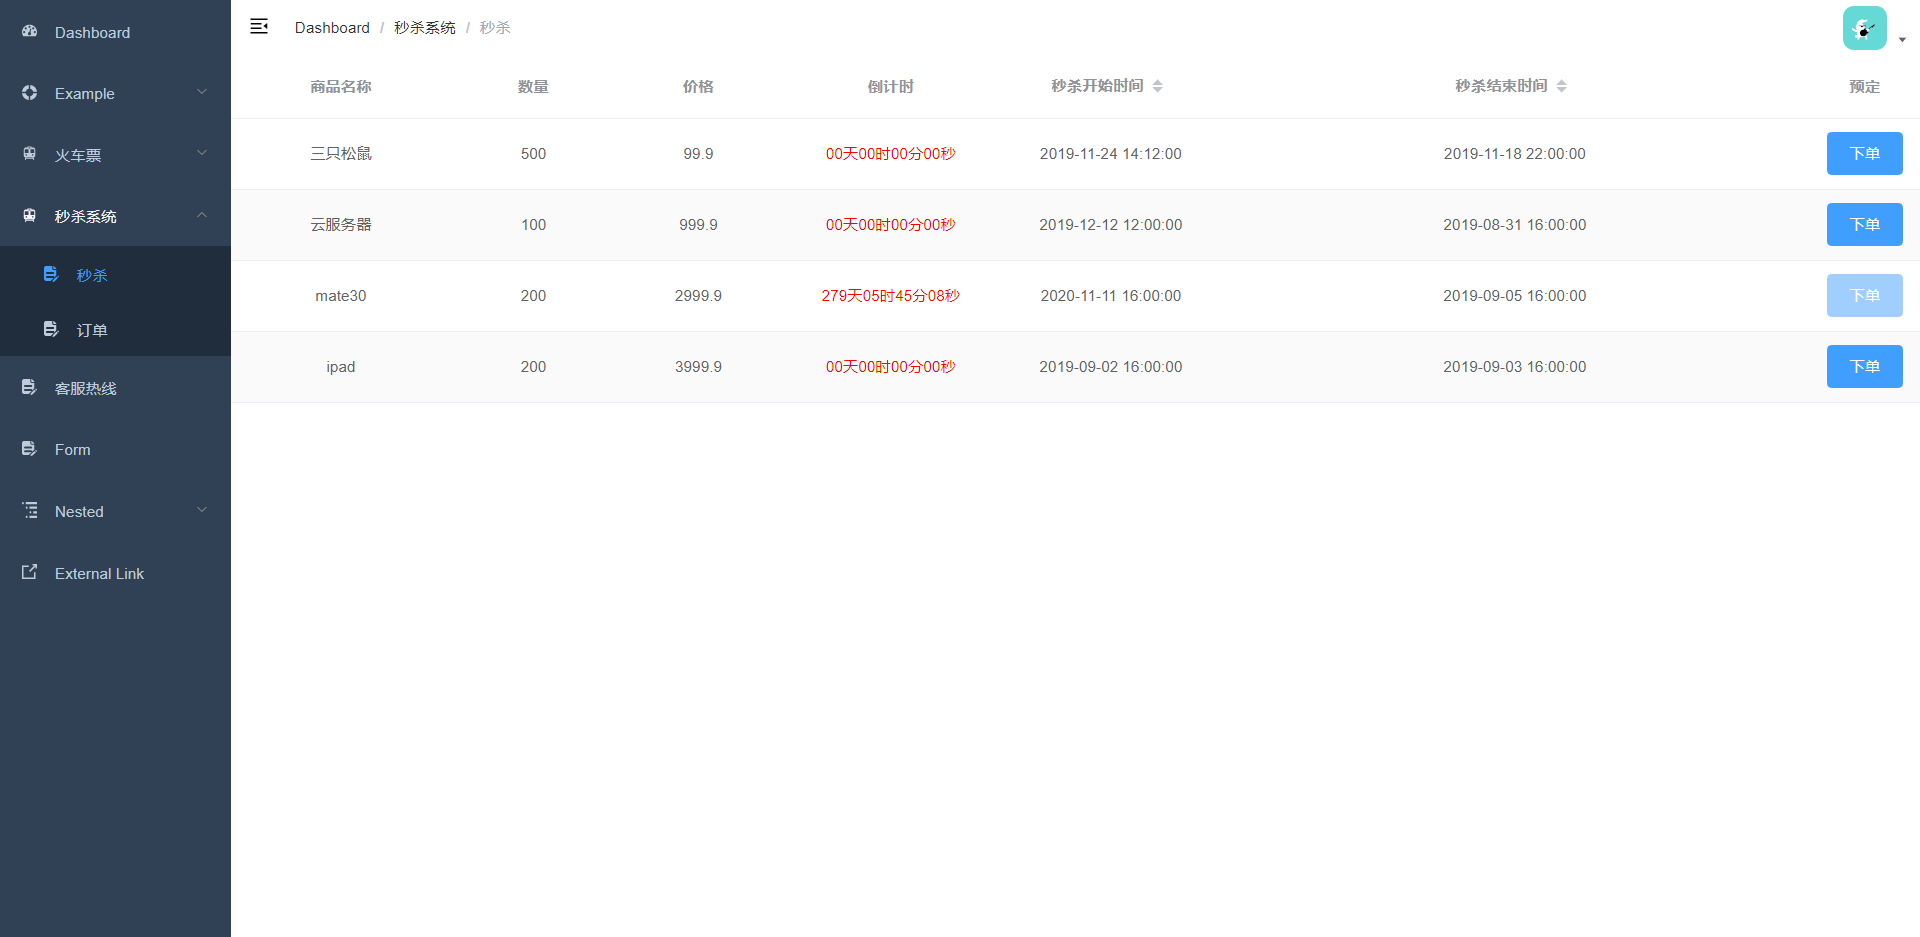 Dashboard
Example
火车票
秒杀系统
秒杀
订单
客服热线
Form
Nested
External Link
Dashboard / 秒杀系统 / 秒杀
商品名称 数量 价格 倒计时 秒杀开始时间 秒杀结束时间 预定
三只松鼠 500 99.9 00天00时00分00秒 2019-11-24 14:12:00 2019-11-18 22:00:00 下单
云服务器 100 999.9 00天00时00分00秒 2019-12-12 12:00:00 2019-08-31 16:00:00 下单
mate30 200 2999.9 279天05时45分08秒 2020-11-11 16:00:00 2019-09-05 16:00:00 下单
ipad 200 3999.9 00天00时00分00秒 2019-09-02 16:00:00 2019-09-03 16:00:00 下单